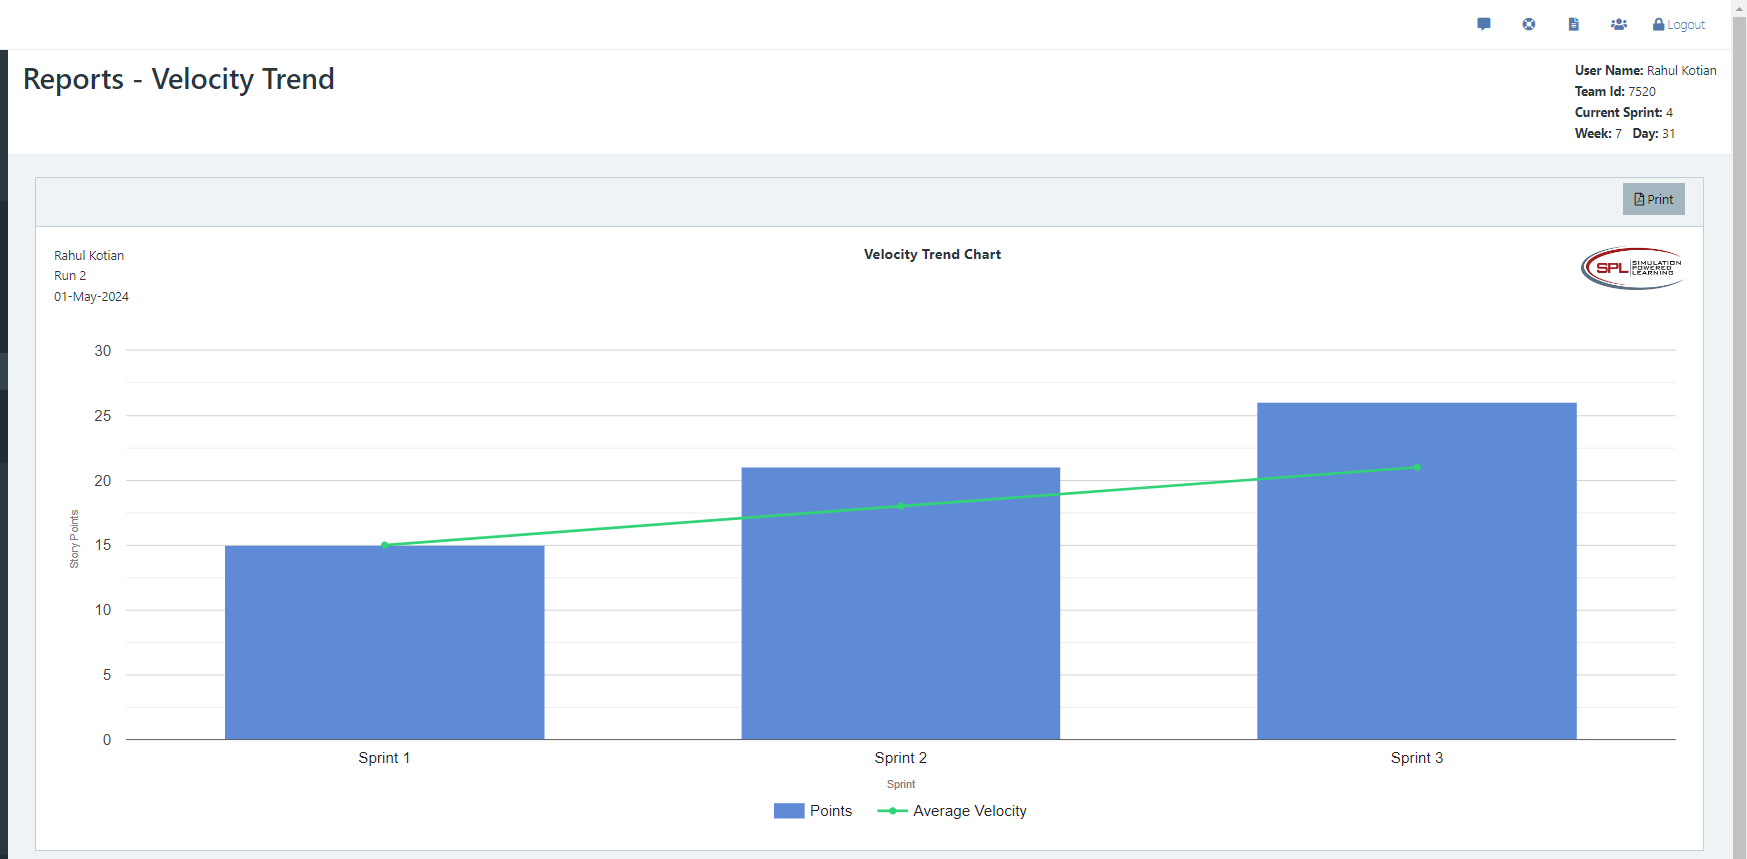 Logout
Reports - Velocity Trend
User Name: Rahul Kotian
Team Id: 7520
Current Sprint: 4
Week: 7 Day: 31
Print
Rahul Kotian
Run 2
01-May-2024
Velocity Trend Chart
SPL
SIMULATION
POWERED
LEARNING
30
25
20
15
10
5
0
Story Points
Sprint 1
Sprint 2
Sprint 3
Sprint
Points
Average Velocity